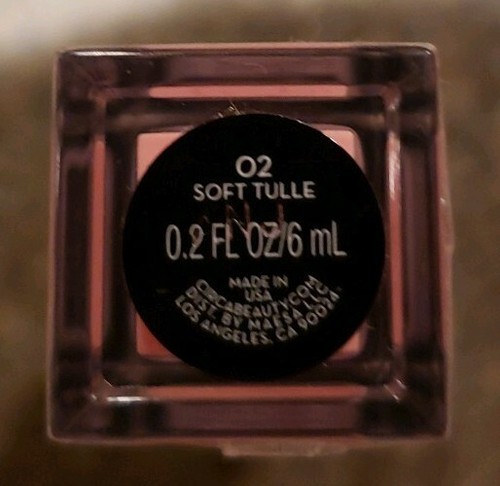 02
SOFT TULLE
0.2 FL OZ/6 mL
MADE IN
USA
CIRCABEAUTY.COM
DIST. BY MAESA LLC
LOS ANGELES, CA 90024